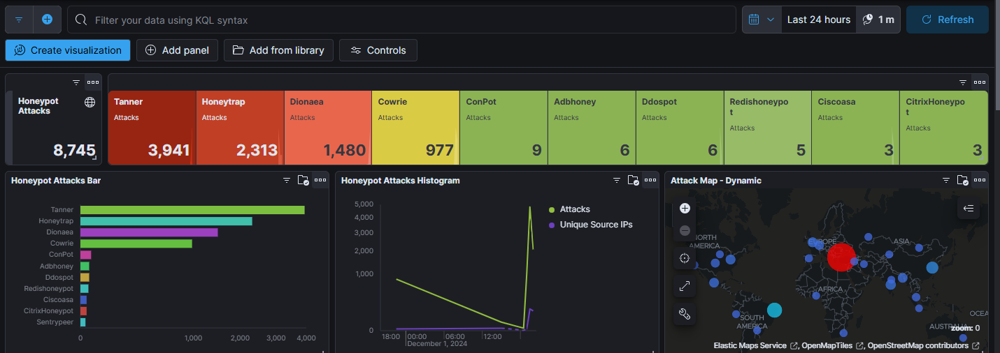 Filter your data using KQL syntax
Last 24 hours
1 m
Refresh
Create visualization
Add panel
Add from library
Controls
Honeypot
Attacks
8,745
Tanner
Attacks
3,941
Honeytrap
Attacks
2,313
Dionaea
Attacks
1,480
Cowrie
Attacks
977
ConPot
Attacks
9
Adbhoney
Attacks
6
Ddospot
Attacks
6
Redishoneypo
t
Attacks
5
Ciscoasa
Attacks
3
CitrixHoneypo
t
Attacks
3
Honeypot Attacks Bar
Tanner
Honeytrap
Dionaea
Cowrie
ConPot
Adbhoney
Ddospot
Redishoneypot
Ciscoasa
CitrixHoneypot
Sentrypeer
0 1,000 2,000 3,000 4,000
Honeypot Attacks Histogram
5,000
4,000
3,000
2,000
1,000
0
18:00 00:00 06:00 12:00
December 1, 2024
Attacks
Unique Source IPs
Attack Map - Dynamic
NORTH
AMERICA
EUROPE
ASIA
AFRICA
SOUTH
AMERICA
OCEA
AUSTRALIA
zoom: 0
Elastic Maps Service , OpenMapTiles , OpenStreetMap contributors